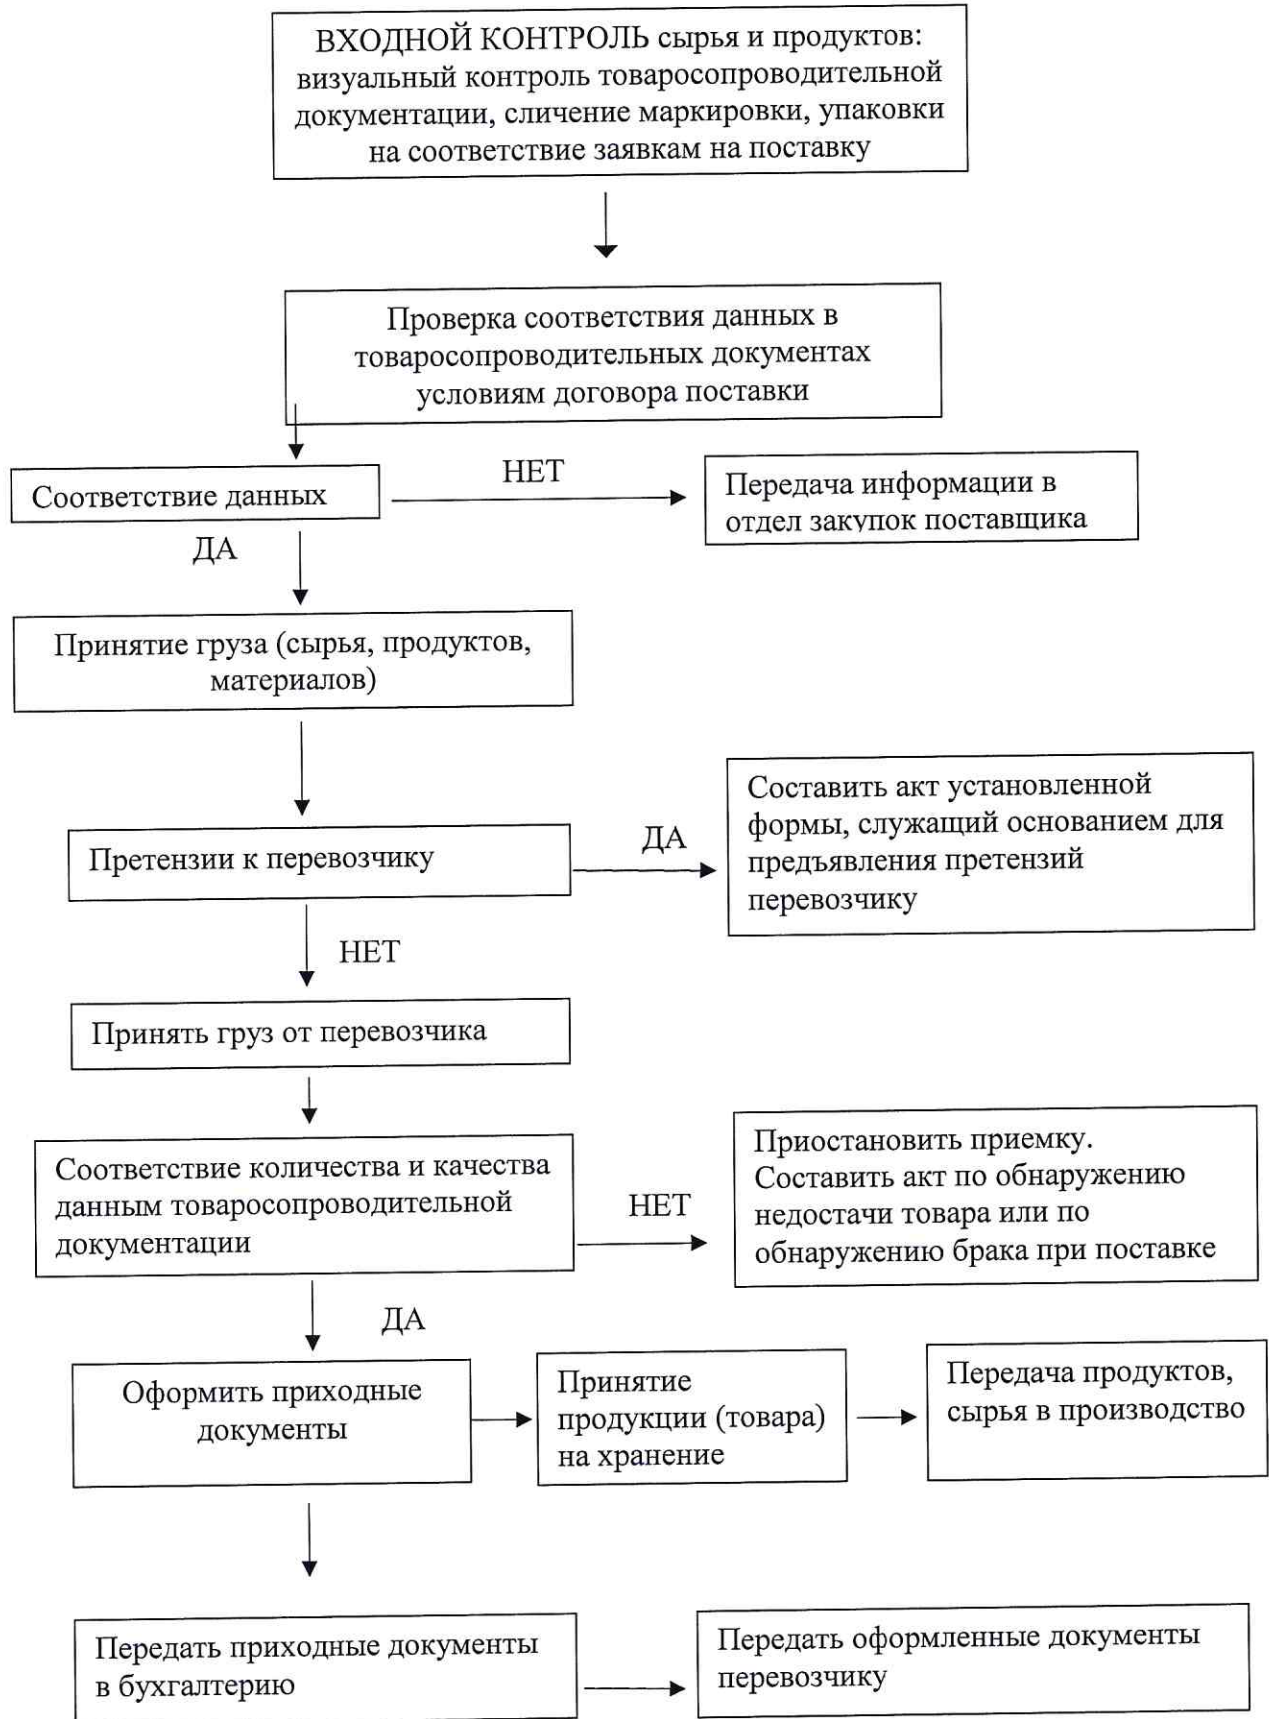 ВХОДНОЙ КОНТРОЛЬ сырья и продуктов:
визуальный контроль товаросопроводительной
документации, сличение маркировки, упаковки
на соответствие заявкам на поставку
Проверка соответствия данных в
товаросопроводительных документах
условиям договора поставки
Соответствие данных
НЕТ
Передача информации в
отдел закупок поставщика
ДА
Принятие груза (сырья, продуктов,
материалов)
Претензии к перевозчику
ДА
Составить акт установленной
формы, служащий основанием для
предъявления претензий
перевозчику
НЕТ
Принять груз от перевозчика
Соответствие количества и качества
данным товаросопроводительной
документации
НЕТ
Приостановить приемку.
Составить акт по обнаружению
недостачи товара или по
обнаружению брака при поставке
ДА
Оформить приходные
документы
Принятие
продукции (товара)
на хранение
Передача продуктов,
сырья в производство
Передать приходные документы
в бухгалтерию
Передать оформленные документы
перевозчику